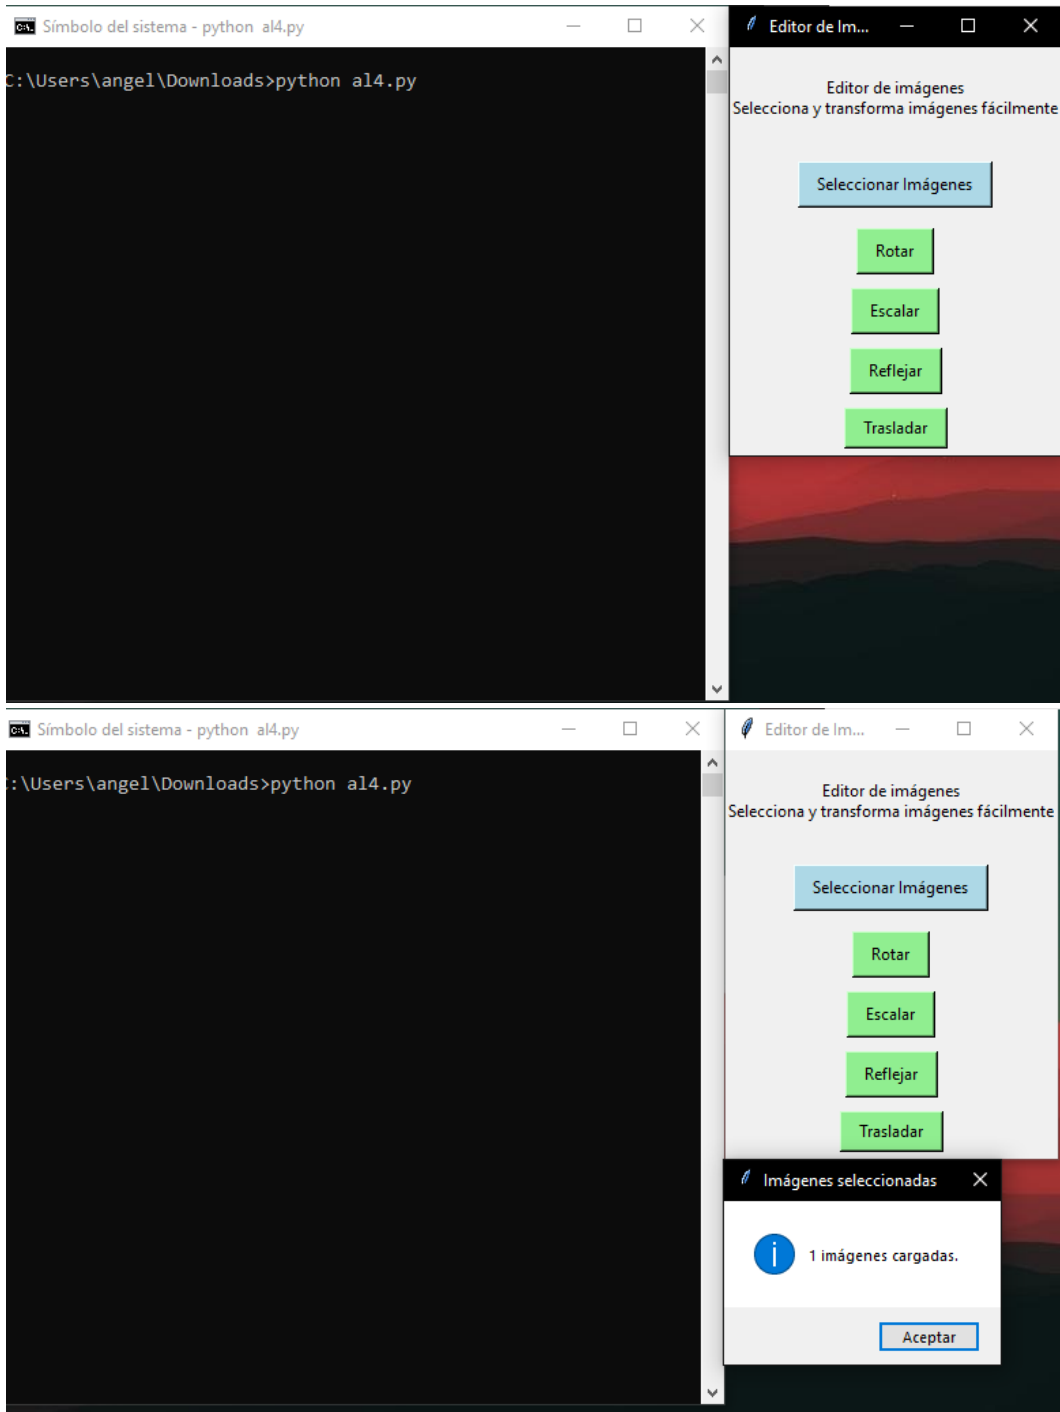 Símbolo del sistema - python al4.py
Editor de Im...
C:\Users\angel\Downloads>python al4.py
Editor de imágenes
Selecciona y transforma imágenes fácilmente
Seleccionar Imágenes
Rotar
Escalar
Reflejar
Trasladar
Símbolo del sistema - python al4.py
Editor de Im...
:\Users\angel\Downloads>python al4.py
Editor de imágenes
Selecciona y transforma imágenes fácilmente
Seleccionar Imágenes
Rotar
Escalar
Reflejar
Trasladar
Imágenes seleccionadas
1 imágenes cargadas.
Aceptar